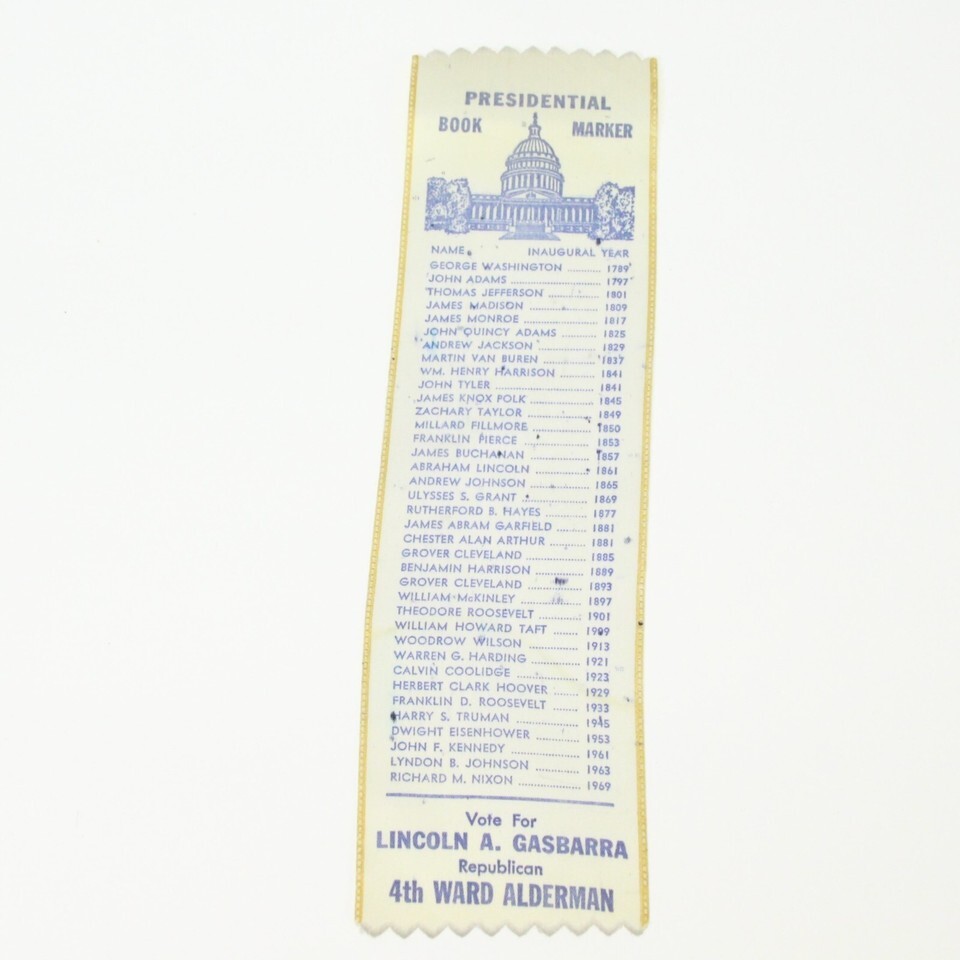 PRESIDENTIAL
BOOK MARKER
NAME INAUGURAL YEAR
GEORGE WASHINGTON .......... 1789
JOHN ADAMS .......... 1797
THOMAS JEFFERSON .......... 1801
JAMES MADISON .......... 1809
JAMES MONROE .......... 1817
JOHN QUINCY ADAMS .......... 1825
ANDREW JACKSON .......... 1829
MARTIN VAN BUREN .......... 1837
WM. HENRY HARRISON .......... 1841
JOHN TYLER .......... 1841
JAMES KNOX POLK .......... 1845
ZACHARY TAYLOR .......... 1849
MILLARD FILLMORE .......... 1850
FRANKLIN PIERCE .......... 1853
JAMES BUCHANAN .......... 1857
ABRAHAM LINCOLN .......... 1861
ANDREW JOHNSON .......... 1865
ULYSSES S. GRANT .......... 1869
RUTHERFORD B. HAYES .......... 1877
JAMES ABRAM GARFIELD .......... 1881
CHESTER ALAN ARTHUR .......... 1881
GROVER CLEVELAND .......... 1885
BENJAMIN HARRISON .......... 1889
GROVER CLEVELAND .......... 1893
WILLIAM McKINLEY .......... 1897
THEODORE ROOSEVELT .......... 1901
WILLIAM HOWARD TAFT .......... 1909
WOODROW WILSON .......... 1913
WARREN G. HARDING .......... 1921
CALVIN COOLIDGE .......... 1923
HERBERT CLARK HOOVER .......... 1929
FRANKLIN D. ROOSEVELT .......... 1933
HARRY S. TRUMAN .......... 1945
DWIGHT EISENHOWER .......... 1953
JOHN F. KENNEDY .......... 1961
LYNDON B. JOHNSON .......... 1963
RICHARD M. NIXON .......... 1969
Vote For
LINCOLN A. GASBARRA
Republican
4th WARD ALDERMAN